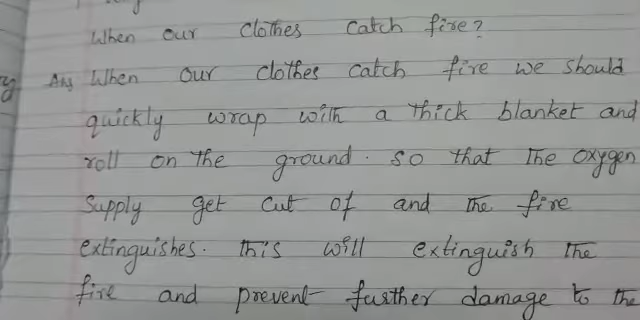 when our clothes catch fire?
Ans When our clothes catch fire we should
quickly wrap with a thick blanket and
roll on the ground. so that the oxygen
Supply get cut of and the fire
extinguishes. this will extinguish the
fire and prevent further damage to the